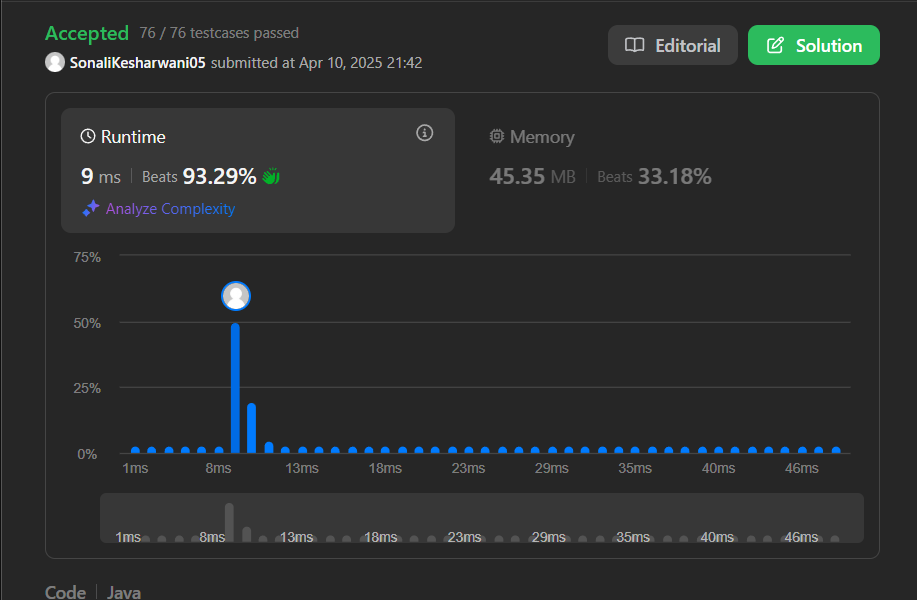 Accepted 76 / 76 testcases passed
SonaliKesharwani05 submitted at Apr 10, 2025 21:42
Editorial
Solution
Runtime
9 ms Beats 93.29%
Analyze Complexity
Memory
45.35 MB Beats 33.18%
75%
50%
25%
0%
1ms 8ms 13ms 18ms 23ms 29ms 35ms 40ms 46ms
1ms 8ms 13ms 18ms 23ms 29ms 35ms 40ms 46ms
Code Java